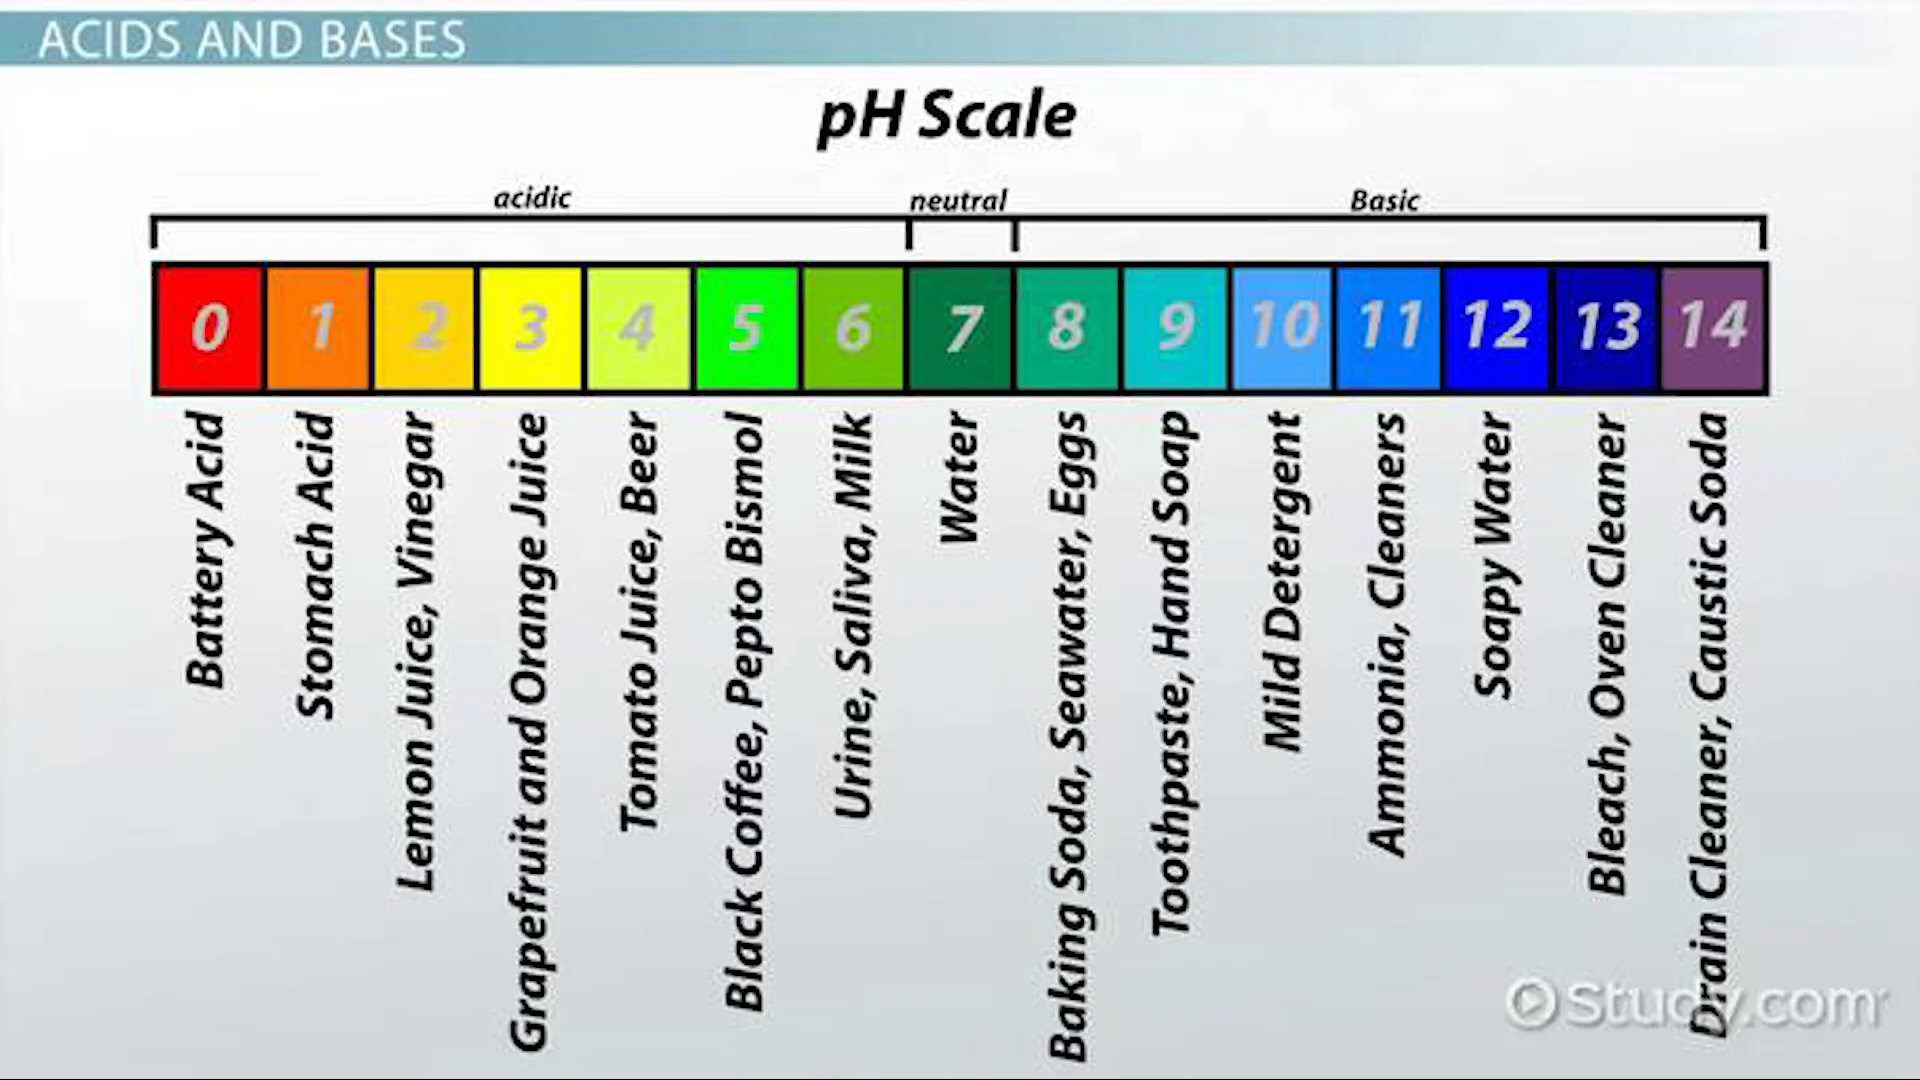 ACIDS AND BASES
pH Scale
acidic
neutral
Basic
0 1 2 3 4 5 6 7 8 9 10 11 12 13 14
Battery Acid
Stomach Acid
Lemon Juice, Vinegar
Grapefruit and Orange Juice
Tomato Juice, Beer
Black Coffee, Pepto Bismol
Urine, Saliva, Milk
Water
Baking Soda, Seawater, Eggs
Toothpaste, Hand Soap
Mild Detergent
Ammonia, Cleaners
Soapy Water
Bleach, Oven Cleaner
Drain Cleaner, Caustic Soda
Study.com